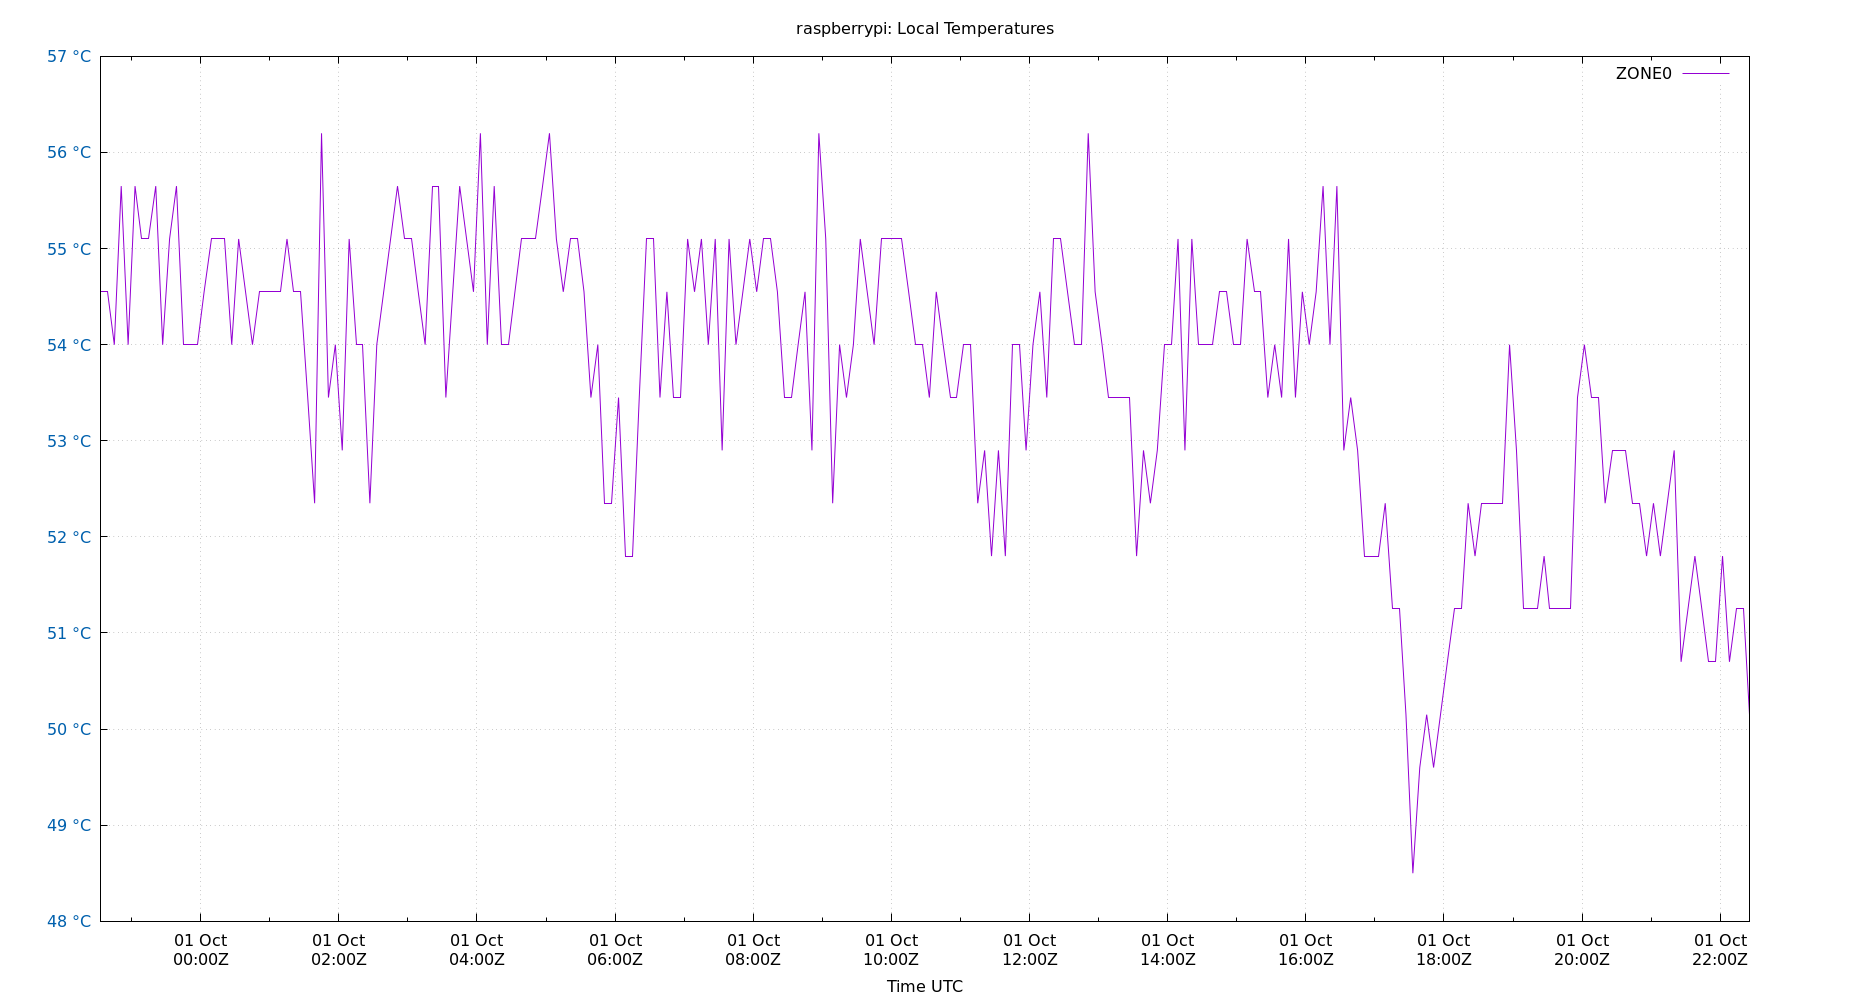 raspberrypi: Local Temperatures
57 °C
ZONE0
56 °C
55 °C
54 °C
53 °C
52 °C
51 °C
50 °C
49 °C
48 °C
01 Oct 01 Oct 01 Oct 01 Oct 01 Oct 01 Oct 01 Oct 01 Oct 01 Oct 01 Oct 01 Oct 01 Oct
00:00Z 02:00Z 04:00Z 06:00Z 08:00Z 10:00Z 12:00Z 14:00Z 16:00Z 18:00Z 20:00Z 22:00Z
Time UTC